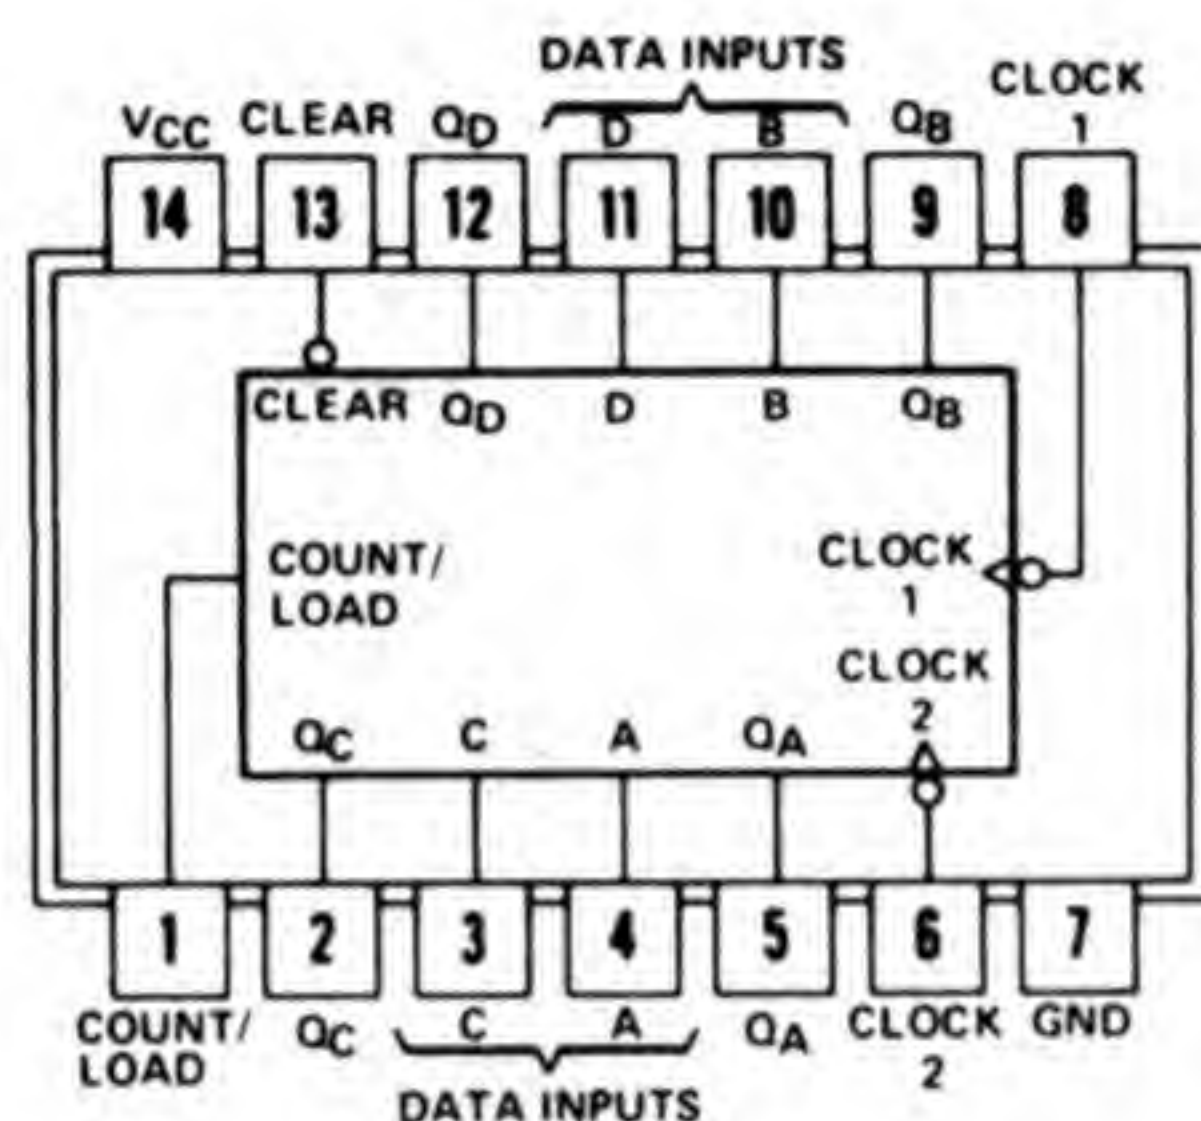 DATA INPUTS
CLOCK
VCC CLEAR QD D B QB 1
14 13 12 11 10 9 8
CLEAR QD D B QB
COUNT/
LOAD
CLOCK
1
CLOCK
2
QC C A QA
1 2 3 4 5 6 7
COUNT/
LOAD
QC C A QA CLOCK GND
2
DATA INPUTS